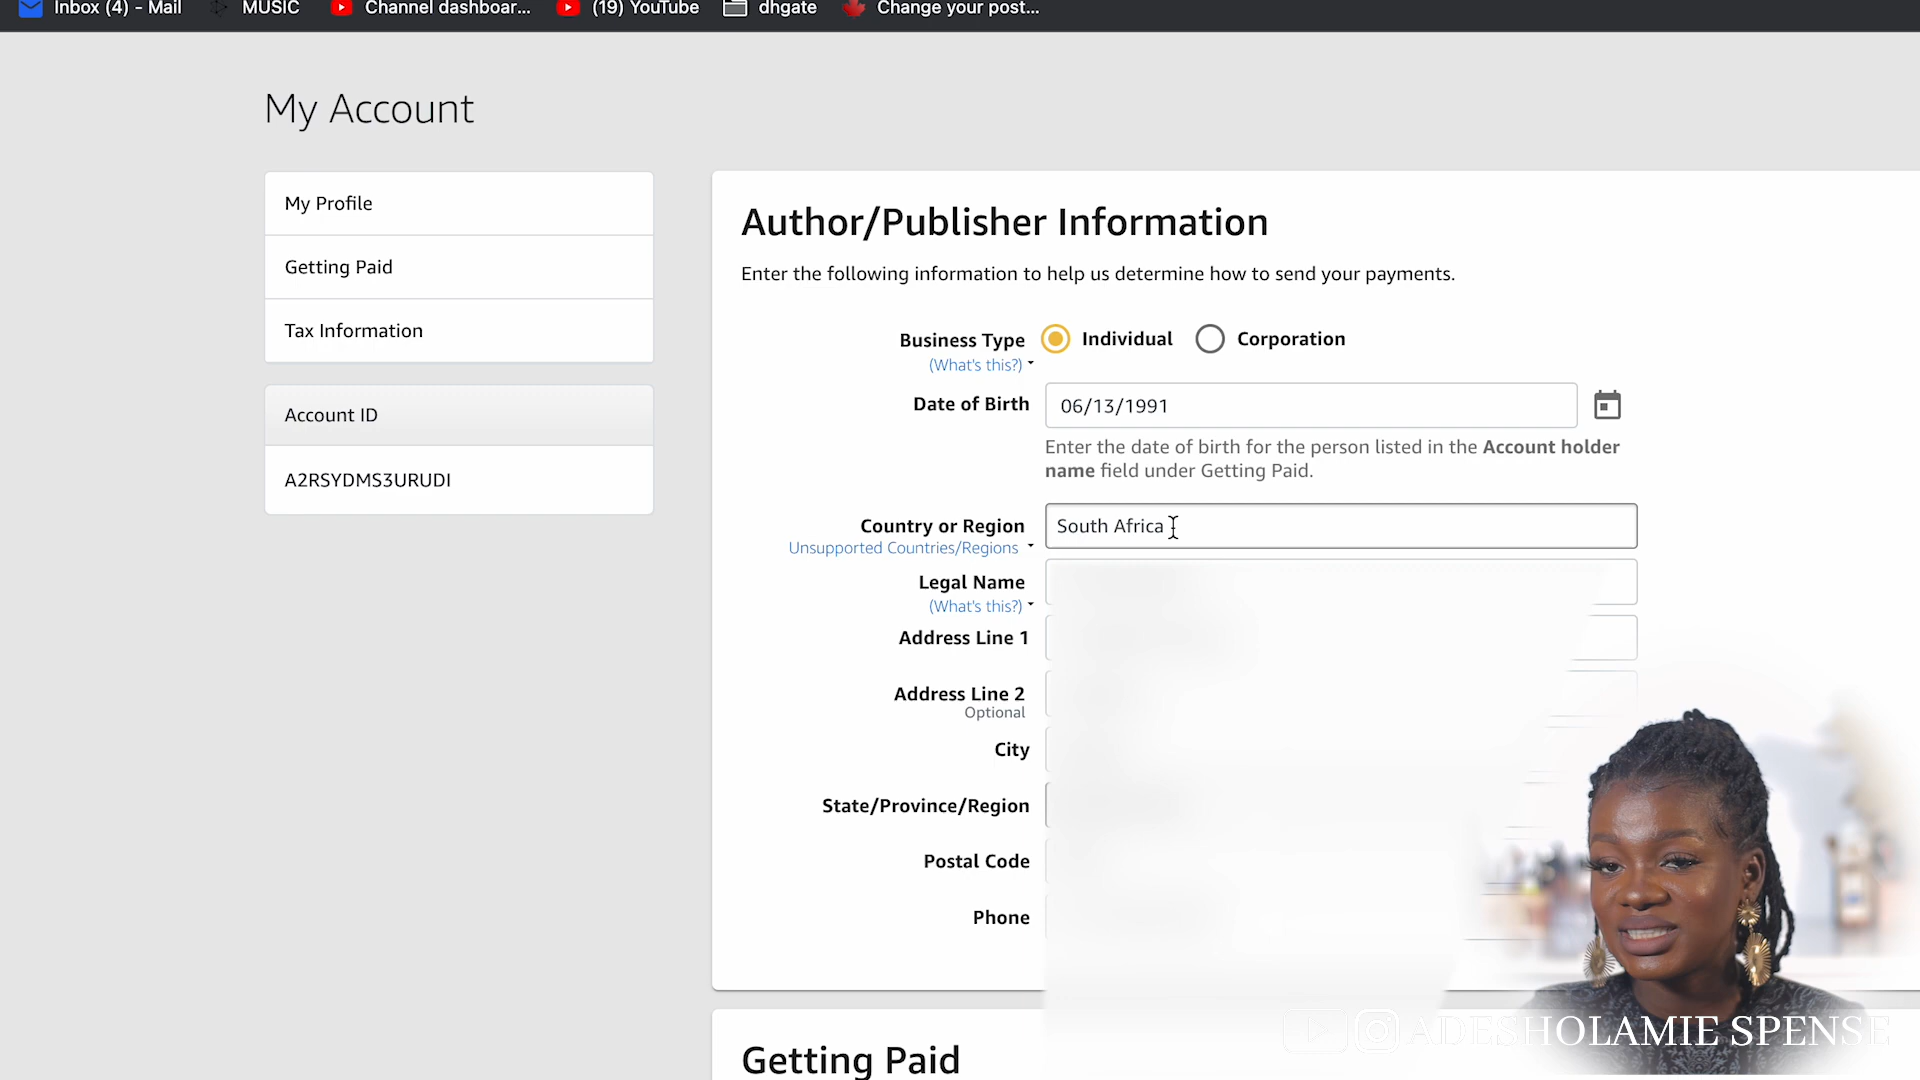 Inbox (4) - Mail
MUSIC
Channel dashboar...
(19) YouTube
dhgate
Change your post...
My Account
My Profile
Getting Paid
Tax Information
Account ID
A2RSYDMS3URUDI
Author/Publisher Information
Enter the following information to help us determine how to send your payments.
Business Type
(What's this?)
Individual
Corporation
Date of Birth
06/13/1991
Enter the date of birth for the person listed in the Account holder
name field under Getting Paid.
Country or Region
Unsupported Countries/Regions
South Africa
Legal Name
(What's this?)
Address Line 1
Address Line 2
Optional
City
State/Province/Region
Postal Code
Phone
Getting Paid
ADESHOLAMIE SPENSE